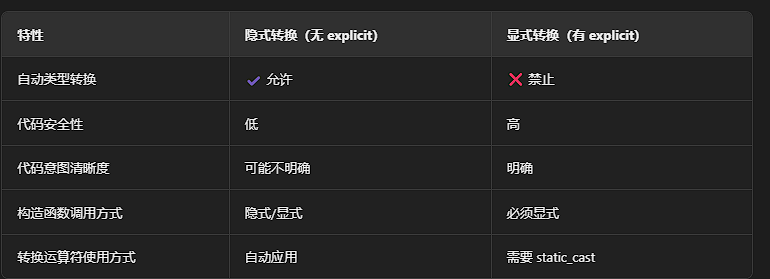 特性 隐式转换（无 explicit） 显式转换（有 explicit）
自动类型转换 ✓ 允许 ❌ 禁止
代码安全性 低 高
代码意图清晰度 可能不明确 明确
构造函数调用方式 隐式/显式 必须显式
转换运算符使用方式 自动应用 需要 static_cast